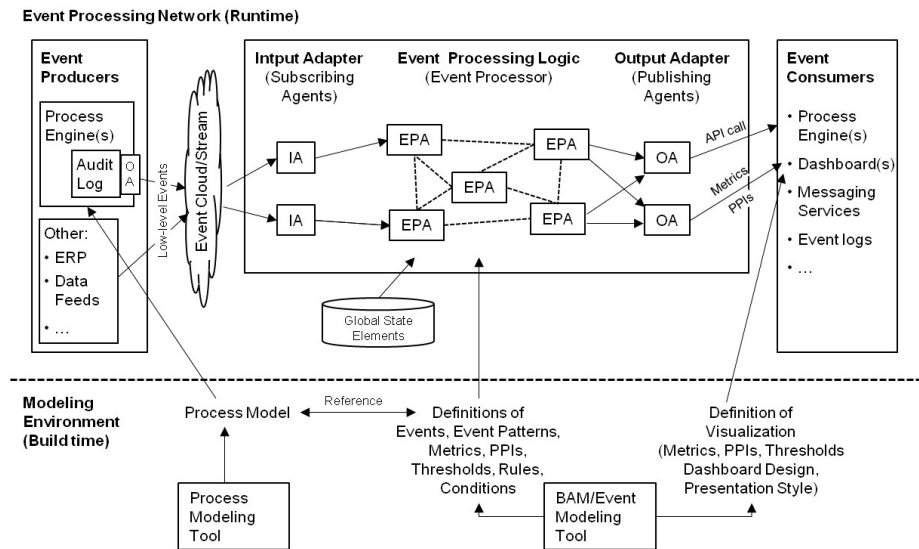 Event Processing Network (Runtime)
Event
Producers
Process
Engine(s)
Audit
Log
O
A
Other:
• ERP
• Data
Feeds
• ...
Low-level Events
Event Cloud/Stream
Intput Adapter
(Subscribing
Agents)
IA
IA
Event Processing Logic
(Event Processor)
EPA
EPA
EPA
EPA
EPA
Output Adapter
(Publishing
Agents)
OA
OA
API call
Metrics
PPIs
Event
Consumers
• Process
Engine(s)
• Dashboard(s)
• Messaging
Services
• Event logs
• ...
Global State
Elements
Modeling
Environment
(Build time)
Process Model
Reference
Definitions of
Events, Event Patterns,
Metrics, PPIs,
Thresholds, Rules,
Conditions
Definition of
Visualization
(Metrics, PPIs, Thresholds
Dashboard Design,
Presentation Style)
Process
Modeling
Tool
BAM/Event
Modeling
Tool